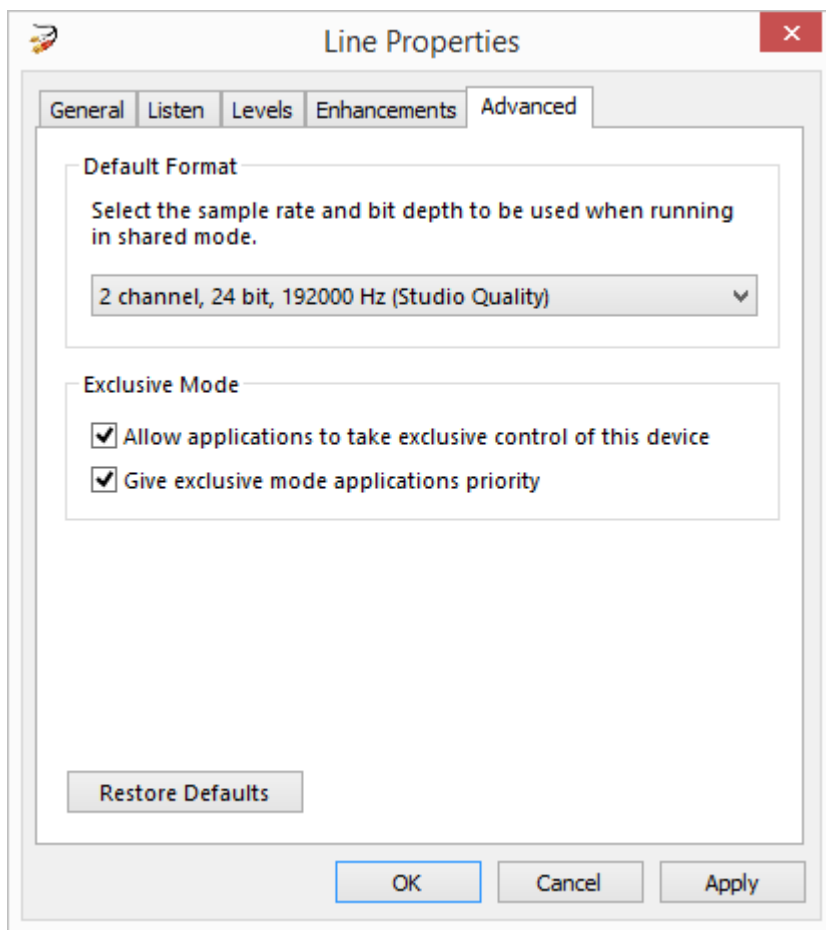 Line Properties
General Listen Levels Enhancements Advanced
Default Format
Select the sample rate and bit depth to be used when running
in shared mode.
2 channel, 24 bit, 192000 Hz (Studio Quality)
Exclusive Mode
Allow applications to take exclusive control of this device
Give exclusive mode applications priority
Restore Defaults
OK Cancel Apply